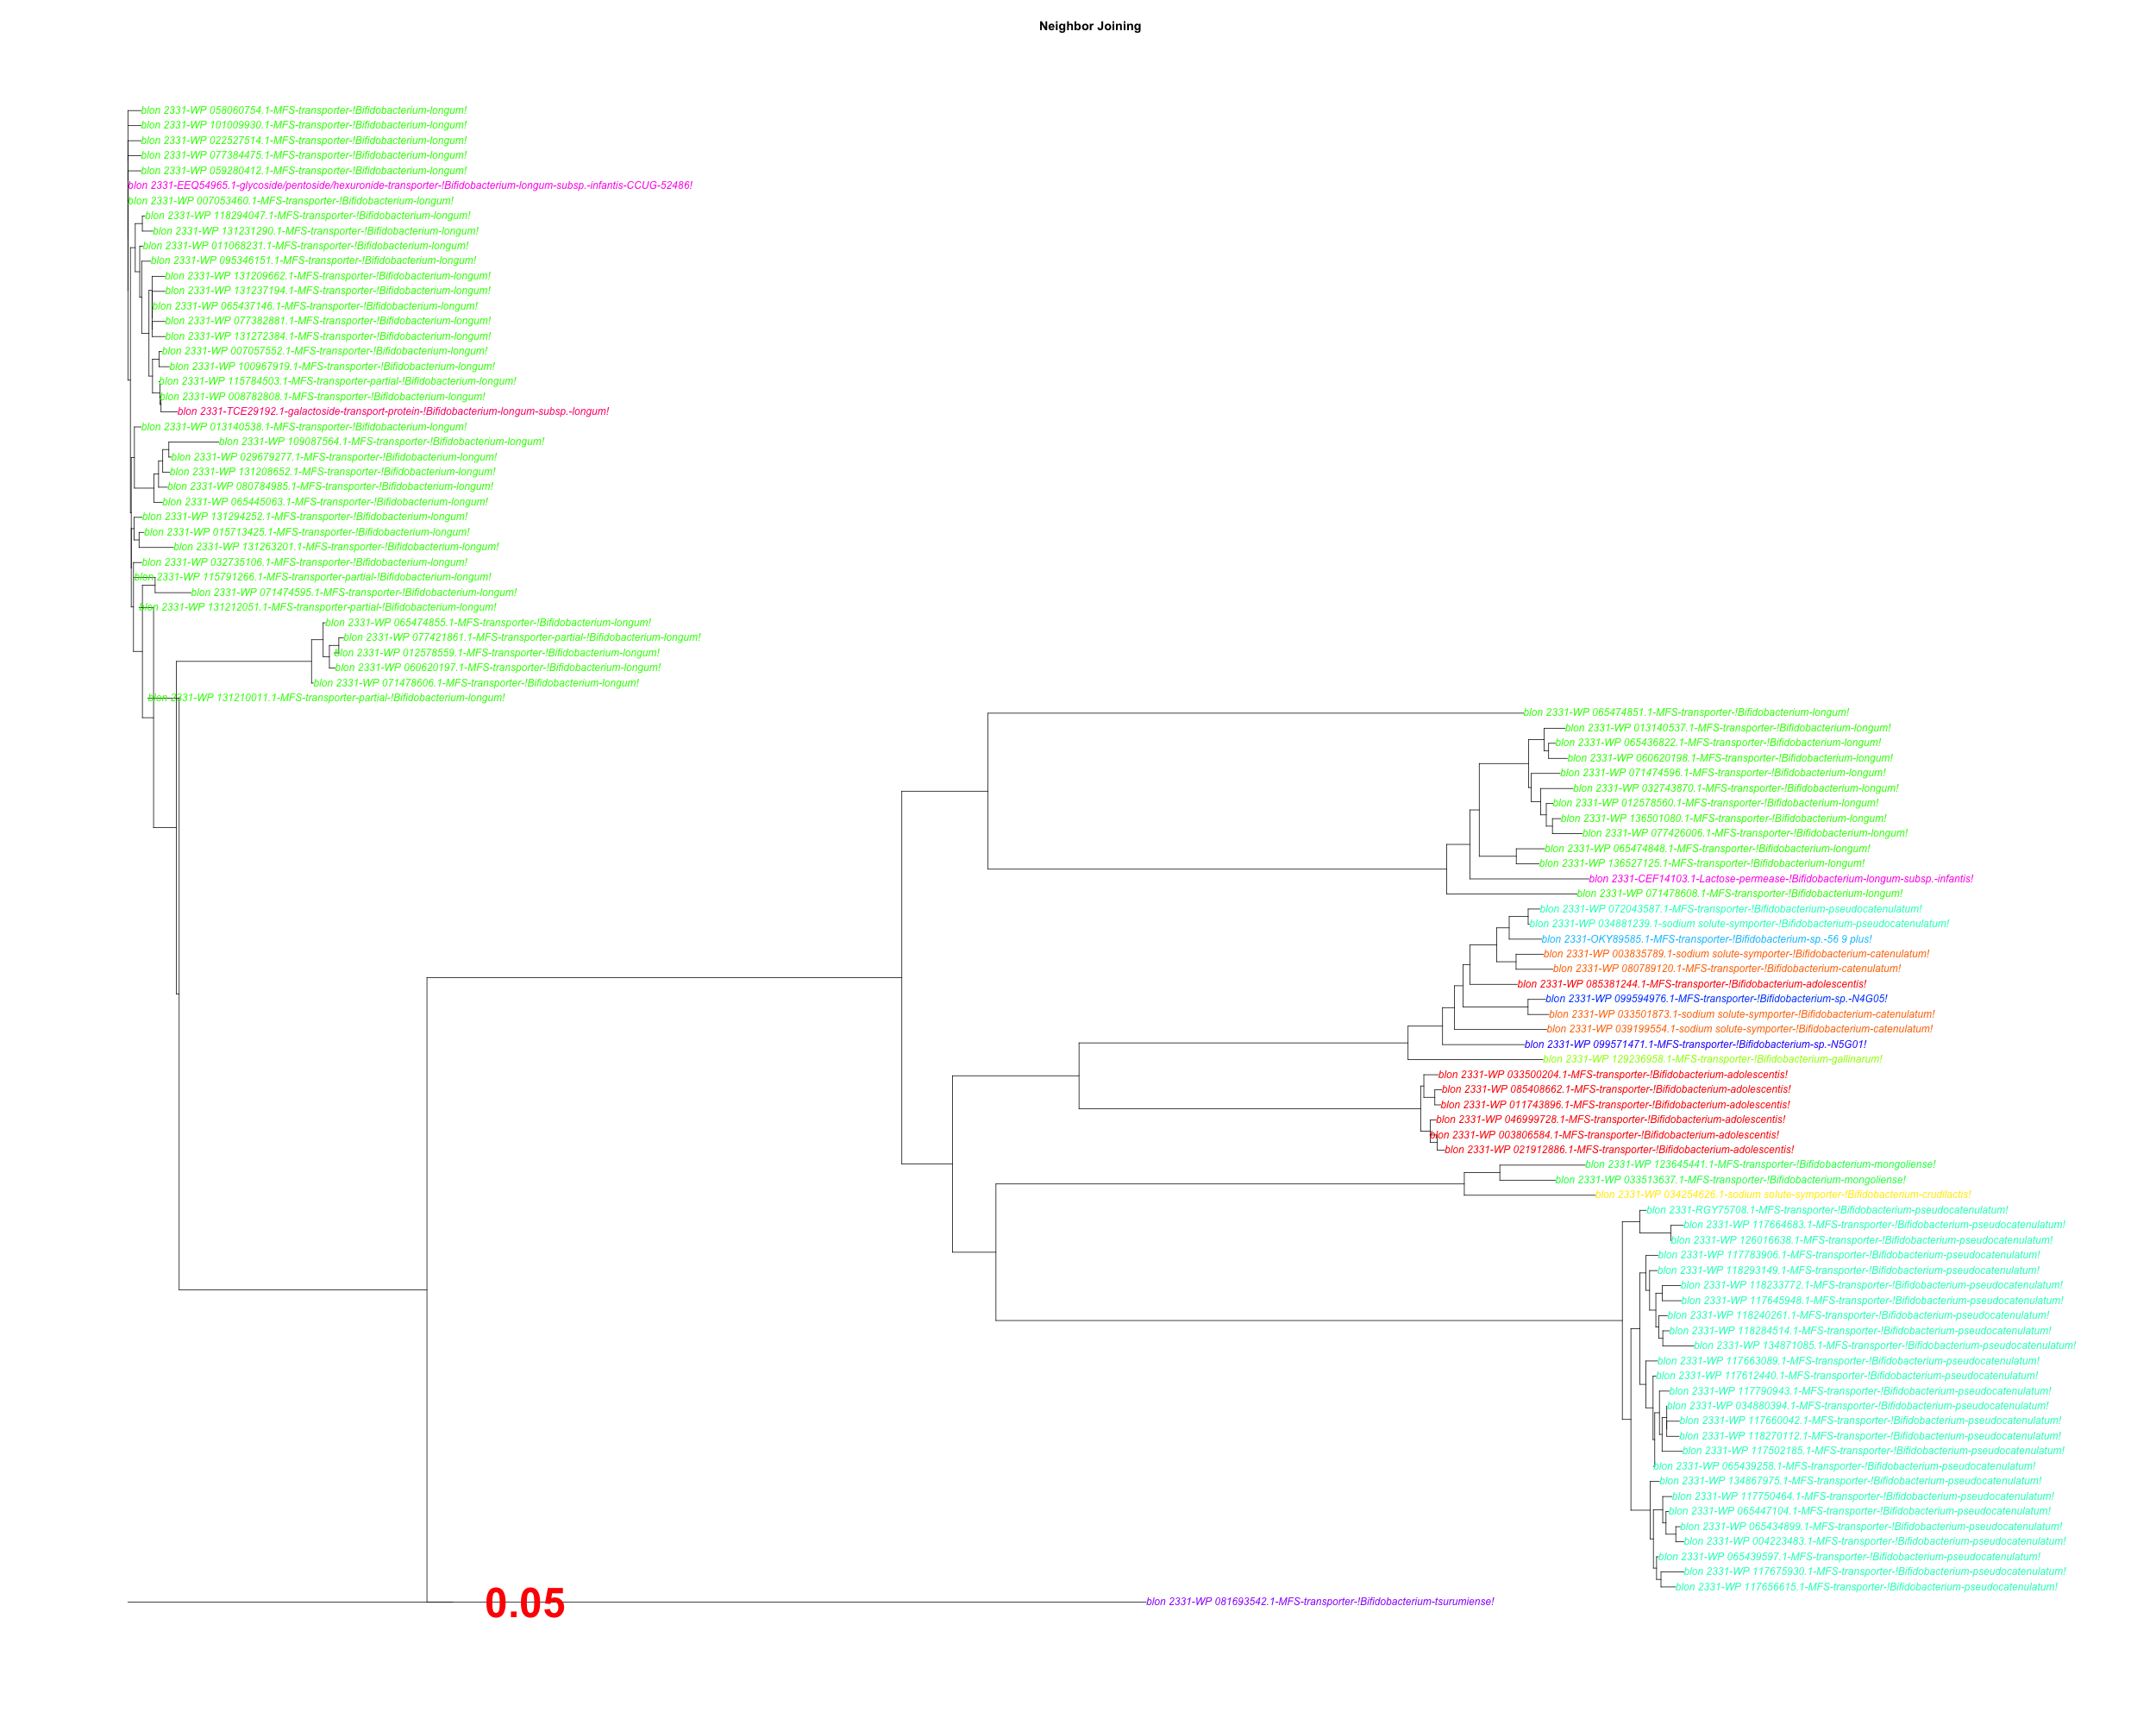 Neighbor Joining
blon 2331-WP 058060754.1-MFS-transporter-!Bifidobacterium-longum!
blon 2331-WP 101009930.1-MFS-transporter-!Bifidobacterium-longum!
blon 2331-WP 022527514.1-MFS-transporter-!Bifidobacterium-longum!
blon 2331-WP 077384475.1-MFS-transporter-!Bifidobacterium-longum!
blon 2331-WP 059280412.1-MFS-transporter-!Bifidobacterium-longum!
blon 2331-EEQ54965.1-glycoside/pentoside/hexuronide-transporter-!Bifidobacterium-longum-subsp.-infantis-CCUG-52486!
blon 2331-WP 007053460.1-MFS-transporter-!Bifidobacterium-longum!
blon 2331-WP 118294047.1-MFS-transporter-!Bifidobacterium-longum!
blon 2331-WP 131231290.1-MFS-transporter-!Bifidobacterium-longum!
blon 2331-WP 011068231.1-MFS-transporter-!Bifidobacterium-longum!
blon 2331-WP 095346151.1-MFS-transporter-!Bifidobacterium-longum!
blon 2331-WP 131209662.1-MFS-transporter-!Bifidobacterium-longum!
blon 2331-WP 131237194.1-MFS-transporter-!Bifidobacterium-longum!
blon 2331-WP 065437146.1-MFS-transporter-!Bifidobacterium-longum!
blon 2331-WP 077382881.1-MFS-transporter-!Bifidobacterium-longum!
blon 2331-WP 131272384.1-MFS-transporter-!Bifidobacterium-longum!
blon 2331-WP 007057552.1-MFS-transporter-!Bifidobacterium-longum!
blon 2331-WP 100967919.1-MFS-transporter-!Bifidobacterium-longum!
blon 2331-WP 115784503.1-MFS-transporter-partial-!Bifidobacterium-longum!
blon 2331-WP 008782808.1-MFS-transporter-!Bifidobacterium-longum!
blon 2331-TCE29192.1-galactoside-transport-protein-!Bifidobacterium-longum-subsp.-longum!
blon 2331-WP 013140538.1-MFS-transporter-!Bifidobacterium-longum!
blon 2331-WP 109087564.1-MFS-transporter-!Bifidobacterium-longum!
blon 2331-WP 029679277.1-MFS-transporter-!Bifidobacterium-longum!
blon 2331-WP 131208652.1-MFS-transporter-!Bifidobacterium-longum!
blon 2331-WP 080784985.1-MFS-transporter-!Bifidobacterium-longum!
blon 2331-WP 065445063.1-MFS-transporter-!Bifidobacterium-longum!
blon 2331-WP 131294252.1-MFS-transporter-!Bifidobacterium-longum!
blon 2331-WP 015713425.1-MFS-transporter-!Bifidobacterium-longum!
blon 2331-WP 131263201.1-MFS-transporter-!Bifidobacterium-longum!
blon 2331-WP 032735106.1-MFS-transporter-!Bifidobacterium-longum!
blon 2331-WP 115791266.1-MFS-transporter-partial-!Bifidobacterium-longum!
blon 2331-WP 071474595.1-MFS-transporter-!Bifidobacterium-longum!
blon 2331-WP 131212051.1-MFS-transporter-partial-!Bifidobacterium-longum!
blon 2331-WP 065474855.1-MFS-transporter-!Bifidobacterium-longum!
blon 2331-WP 077421861.1-MFS-transporter-partial-!Bifidobacterium-longum!
blon 2331-WP 012578559.1-MFS-transporter-!Bifidobacterium-longum!
blon 2331-WP 060620197.1-MFS-transporter-!Bifidobacterium-longum!
blon 2331-WP 071478606.1-MFS-transporter-!Bifidobacterium-longum!
blon 2331-WP 131210011.1-MFS-transporter-partial-!Bifidobacterium-longum!
blon 2331-WP 065474851.1-MFS-transporter-!Bifidobacterium-longum!
blon 2331-WP 013140537.1-MFS-transporter-!Bifidobacterium-longum!
blon 2331-WP 065436822.1-MFS-transporter-!Bifidobacterium-longum!
blon 2331-WP 060620198.1-MFS-transporter-!Bifidobacterium-longum!
blon 2331-WP 071474596.1-MFS-transporter-!Bifidobacterium-longum!
blon 2331-WP 032743870.1-MFS-transporter-!Bifidobacterium-longum!
blon 2331-WP 012578560.1-MFS-transporter-!Bifidobacterium-longum!
blon 2331-WP 136501080.1-MFS-transporter-!Bifidobacterium-longum!
blon 2331-WP 077426006.1-MFS-transporter-!Bifidobacterium-longum!
blon 2331-WP 065474848.1-MFS-transporter-!Bifidobacterium-longum!
blon 2331-WP 136527125.1-MFS-transporter-!Bifidobacterium-longum!
blon 2331-CEF14103.1-Lactose-permease-!Bifidobacterium-longum-subsp.-infantis!
blon 2331-WP 071478608.1-MFS-transporter-!Bifidobacterium-longum!
blon 2331-WP 072043587.1-MFS-transporter-!Bifidobacterium-pseudocatenulatum!
blon 2331-WP 034881239.1-sodium solute-symporter-!Bifidobacterium-pseudocatenulatum!
blon 2331-OKY89585.1-MFS-transporter-!Bifidobacterium-sp.-56 9 plus!
blon 2331-WP 003835789.1-sodium solute-symporter-!Bifidobacterium-catenulatum!
blon 2331-WP 080789120.1-MFS-transporter-!Bifidobacterium-catenulatum!
blon 2331-WP 085381244.1-MFS-transporter-!Bifidobacterium-adolescentis!
blon 2331-WP 099594976.1-MFS-transporter-!Bifidobacterium-sp.-N4G05!
blon 2331-WP 033501873.1-sodium solute-symporter-!Bifidobacterium-catenulatum!
blon 2331-WP 039199554.1-sodium solute-symporter-!Bifidobacterium-catenulatum!
blon 2331-WP 099571471.1-MFS-transporter-!Bifidobacterium-sp.-N5G01!
blon 2331-WP 129236958.1-MFS-transporter-!Bifidobacterium-gallinarum!
blon 2331-WP 033500204.1-MFS-transporter-!Bifidobacterium-adolescentis!
blon 2331-WP 085408662.1-MFS-transporter-!Bifidobacterium-adolescentis!
blon 2331-WP 011743896.1-MFS-transporter-!Bifidobacterium-adolescentis!
blon 2331-WP 046999728.1-MFS-transporter-!Bifidobacterium-adolescentis!
blon 2331-WP 003806584.1-MFS-transporter-!Bifidobacterium-adolescentis!
blon 2331-WP 021912886.1-MFS-transporter-!Bifidobacterium-adolescentis!
blon 2331-WP 123645441.1-MFS-transporter-!Bifidobacterium-mongoliense!
blon 2331-WP 033513637.1-MFS-transporter-!Bifidobacterium-mongoliense!
blon 2331-WP 034254626.1-sodium solute-symporter-!Bifidobacterium-crudilactis!
blon 2331-RGY75708.1-MFS-transporter-!Bifidobacterium-pseudocatenulatum!
blon 2331-WP 117664683.1-MFS-transporter-!Bifidobacterium-pseudocatenulatum!
blon 2331-WP 126016638.1-MFS-transporter-!Bifidobacterium-pseudocatenulatum!
blon 2331-WP 117783906.1-MFS-transporter-!Bifidobacterium-pseudocatenulatum!
blon 2331-WP 118293149.1-MFS-transporter-!Bifidobacterium-pseudocatenulatum!
blon 2331-WP 118233772.1-MFS-transporter-!Bifidobacterium-pseudocatenulatum!
blon 2331-WP 117645948.1-MFS-transporter-!Bifidobacterium-pseudocatenulatum!
blon 2331-WP 118240261.1-MFS-transporter-!Bifidobacterium-pseudocatenulatum!
blon 2331-WP 118284514.1-MFS-transporter-!Bifidobacterium-pseudocatenulatum!
blon 2331-WP 134871085.1-MFS-transporter-!Bifidobacterium-pseudocatenulatum!
blon 2331-WP 117663089.1-MFS-transporter-!Bifidobacterium-pseudocatenulatum!
blon 2331-WP 117612440.1-MFS-transporter-!Bifidobacterium-pseudocatenulatum!
blon 2331-WP 117790943.1-MFS-transporter-!Bifidobacterium-pseudocatenulatum!
blon 2331-WP 034880394.1-MFS-transporter-!Bifidobacterium-pseudocatenulatum!
blon 2331-WP 117660042.1-MFS-transporter-!Bifidobacterium-pseudocatenulatum!
blon 2331-WP 118270112.1-MFS-transporter-!Bifidobacterium-pseudocatenulatum!
blon 2331-WP 117502185.1-MFS-transporter-!Bifidobacterium-pseudocatenulatum!
blon 2331-WP 065439258.1-MFS-transporter-!Bifidobacterium-pseudocatenulatum!
blon 2331-WP 134867975.1-MFS-transporter-!Bifidobacterium-pseudocatenulatum!
blon 2331-WP 117750464.1-MFS-transporter-!Bifidobacterium-pseudocatenulatum!
blon 2331-WP 065447104.1-MFS-transporter-!Bifidobacterium-pseudocatenulatum!
blon 2331-WP 065434899.1-MFS-transporter-!Bifidobacterium-pseudocatenulatum!
blon 2331-WP 004223483.1-MFS-transporter-!Bifidobacterium-pseudocatenulatum!
blon 2331-WP 065439597.1-MFS-transporter-!Bifidobacterium-pseudocatenulatum!
blon 2331-WP 117675930.1-MFS-transporter-!Bifidobacterium-pseudocatenulatum!
blon 2331-WP 117656615.1-MFS-transporter-!Bifidobacterium-pseudocatenulatum!
0.05
blon 2331-WP 081693542.1-MFS-transporter-!Bifidobacterium-tsurumiense!